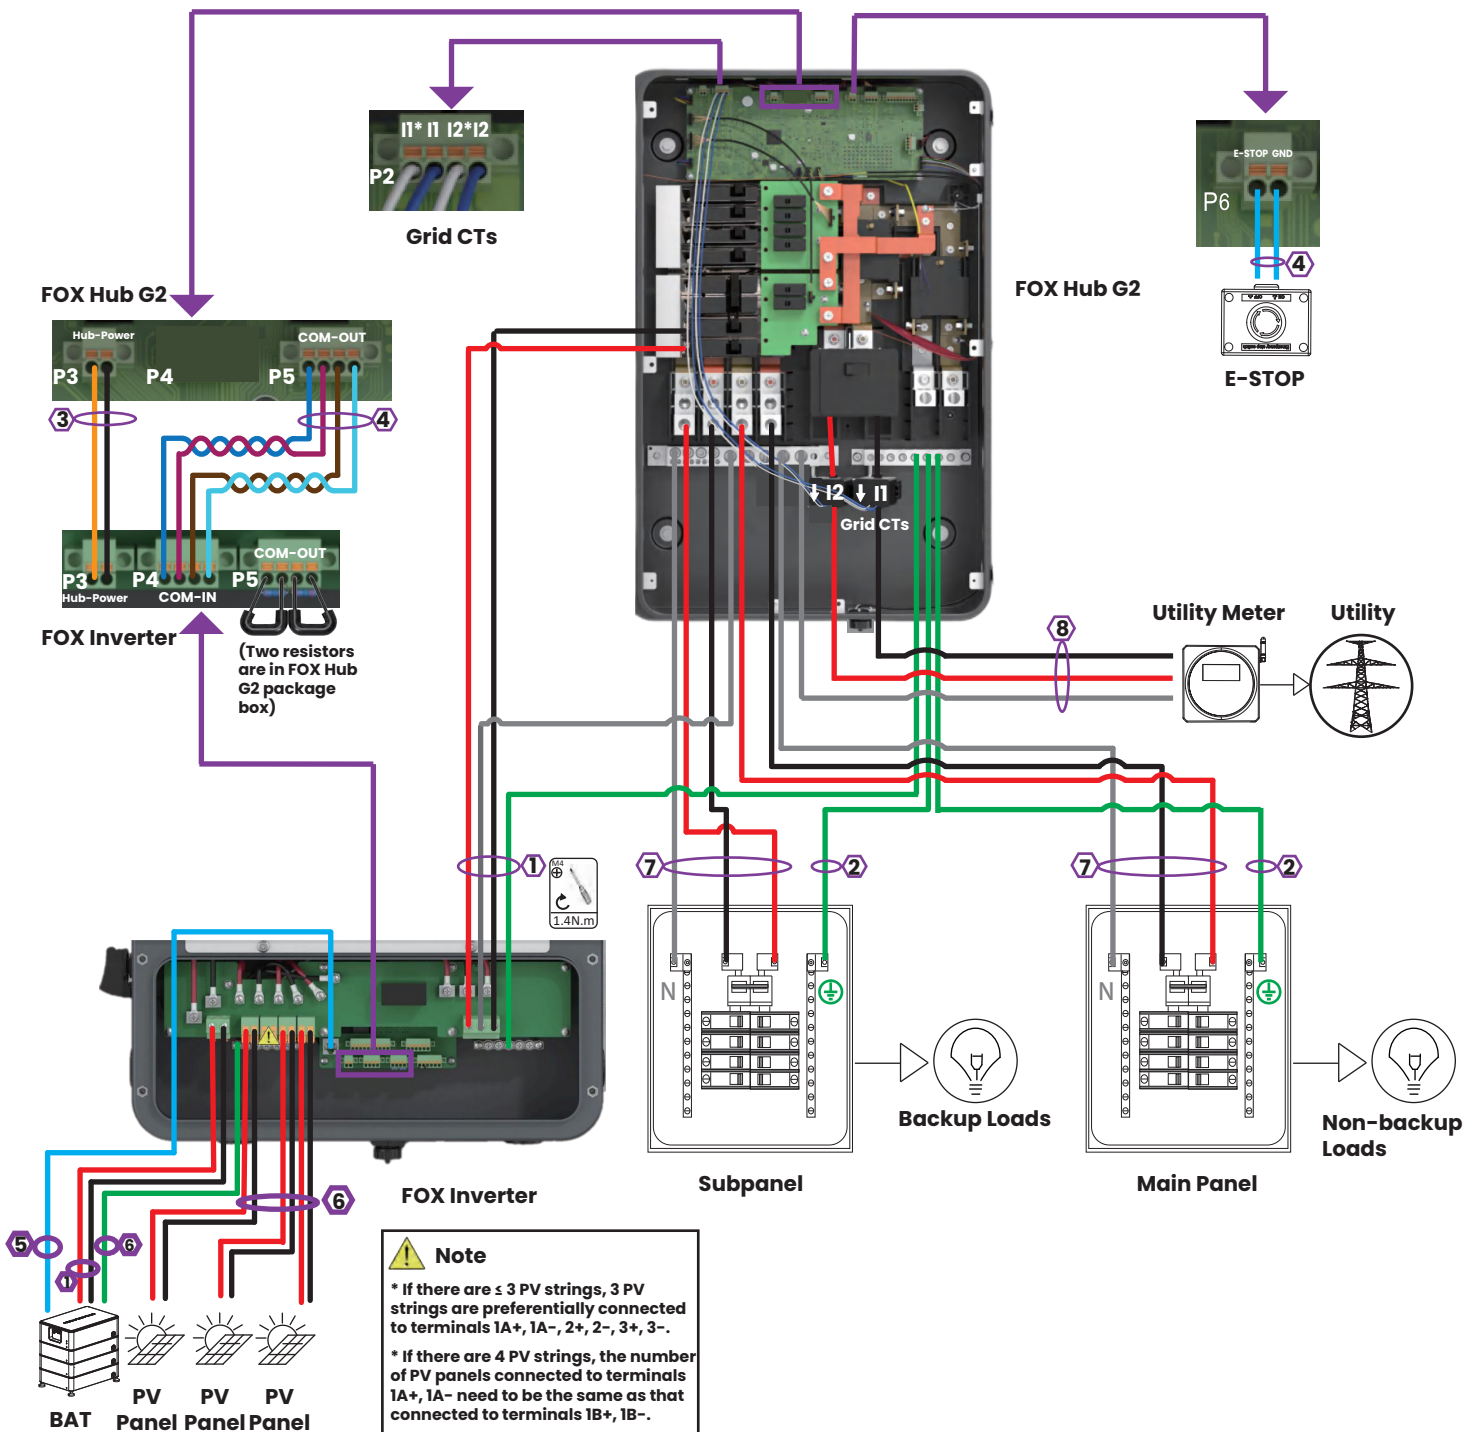 I1* I1 I2* I2
P2
Grid CTs
E-STOP GND
P6
4
E-STOP
FOX Hub G2
FOX Hub G2
Hub-Power
COM-OUT
P3
P4
P5
3
4
COM-OUT
P3
P4
P5
Hub-Power
COM-IN
FOX Inverter
(Two resistors
are in FOX Hub
G2 package
box)
I2
I1
Grid CTs
8
Utility Meter
Utility
1
M4
1.4N.m
7
2
7
2
N
N
Backup Loads
Non-backup
Loads
Subpanel
Main Panel
FOX Inverter
6
5
6
1
BAT
PV
Panel
PV
Panel
PV
Panel
Note
* If there are ≤ 3 PV strings, 3 PV
strings are preferentially connected
to terminals 1A+, 1A-, 2+, 2-, 3+, 3-.
* If there are 4 PV strings, the number
of PV panels connected to terminals
1A+, 1A- need to be the same as that
connected to terminals 1B+, 1B-.